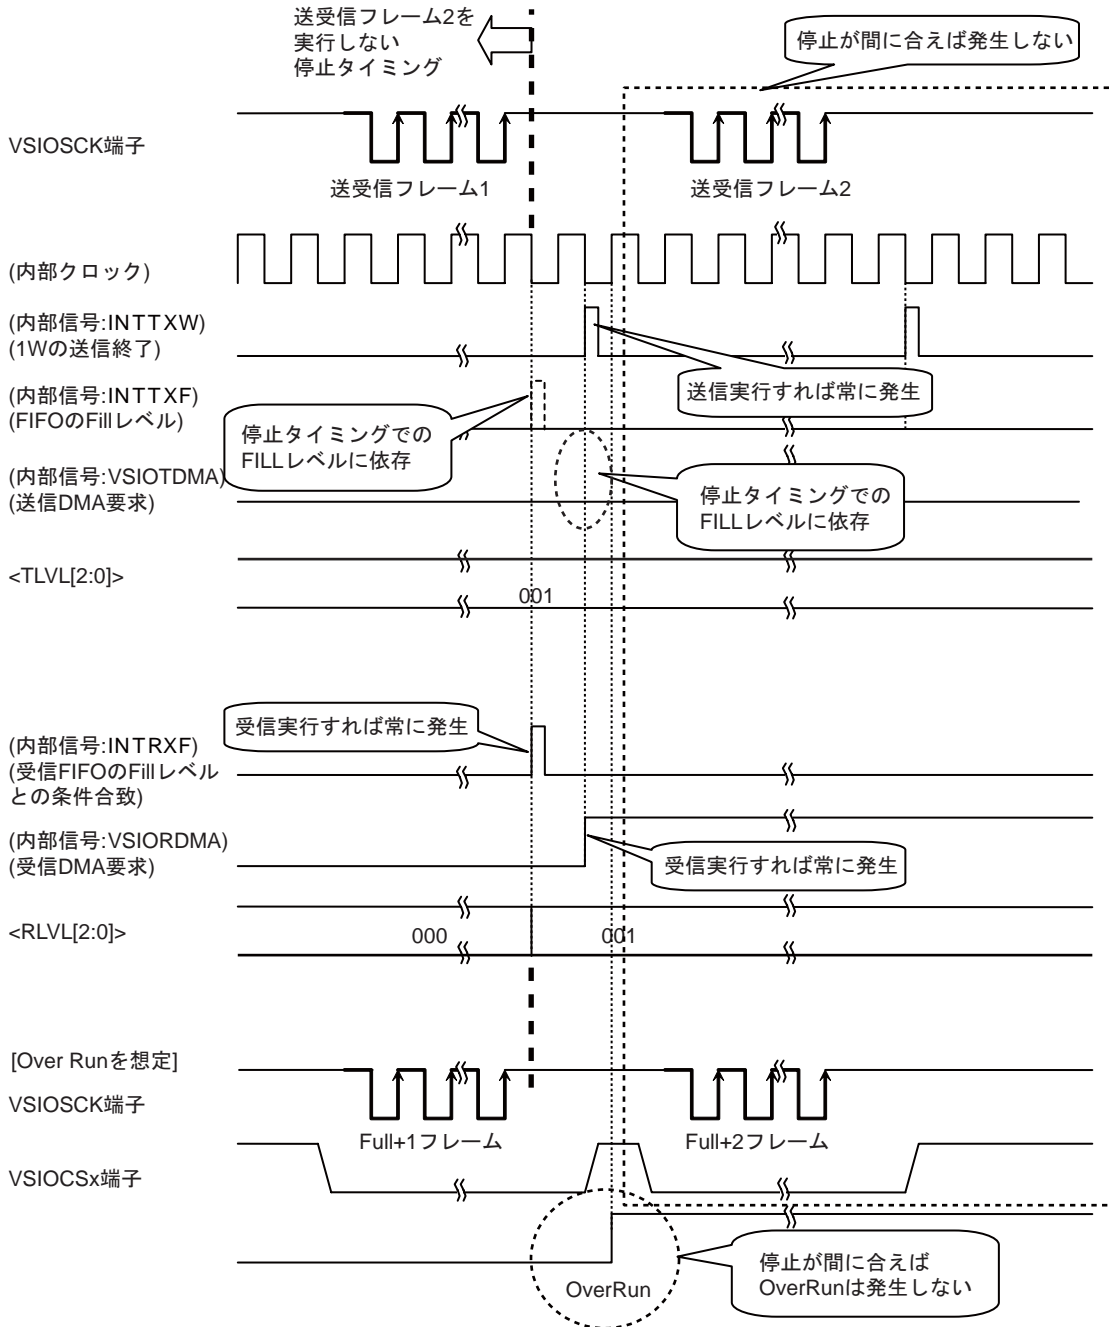 送受信フレーム2を
実行しない
停止タイミング
停止が間に合えば発生しない
VSIOSCK端子
送受信フレーム1
送受信フレーム2
(内部クロック)
(内部信号:INTTXW)
(1Wの送信終了)
送信実行すれば常に発生
(内部信号:INTTXF)
(FIFOのFillレベル)
停止タイミングでの
FILLレベルに依存
(内部信号:VSIOTDMA)
(送信DMA要求)
停止タイミングでの
FILLレベルに依存
<TLVL[2:0]>
001
受信実行すれば常に発生
(内部信号:INTRXF)
(受信FIFOのFillレベル
との条件合致)
(内部信号:VSIORDMA)
(受信DMA要求)
受信実行すれば常に発生
<RLVL[2:0]>
000
001
[Over Runを想定]
VSIOSCK端子
Full+1フレーム
Full+2フレーム
VSIOCSx端子
OverRun
停止が間に合えば
OverRunは発生しない